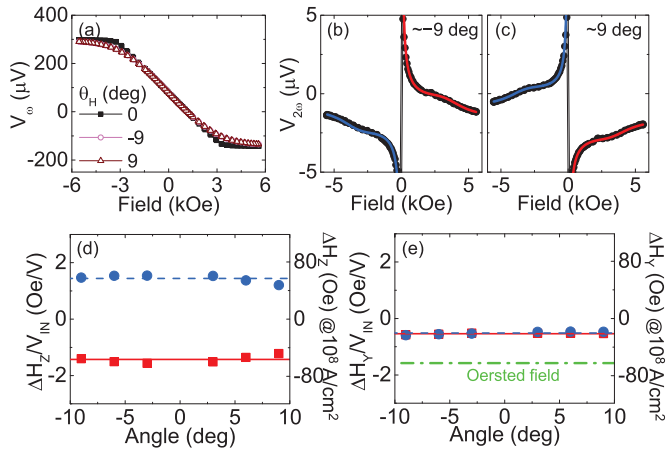 (a)
300
200
100
0
-100
-200
V_ω (μV)
θ_H (deg)
0
-9
9
-6 -3 0 3 6
Field (kOe)
(b) ~-9 deg
(c) ~9 deg
5
0
-5
V_2ω (μV)
-5 0 5
-5 0 5
Field (kOe)
(d)
2
0
-2
ΔH_Z/V_IN (Oe/V)
80
0
-80
ΔH_Z (Oe) @10^8 A/cm^2
-10 -5 0 5 10
Angle (deg)
(e)
2
0
-2
ΔH_Y/V_IN (Oe/V)
80
0
-80
ΔH_Y (Oe) @10^8 A/cm^2
Oersted field
-10 -5 0 5 10
Angle (deg)